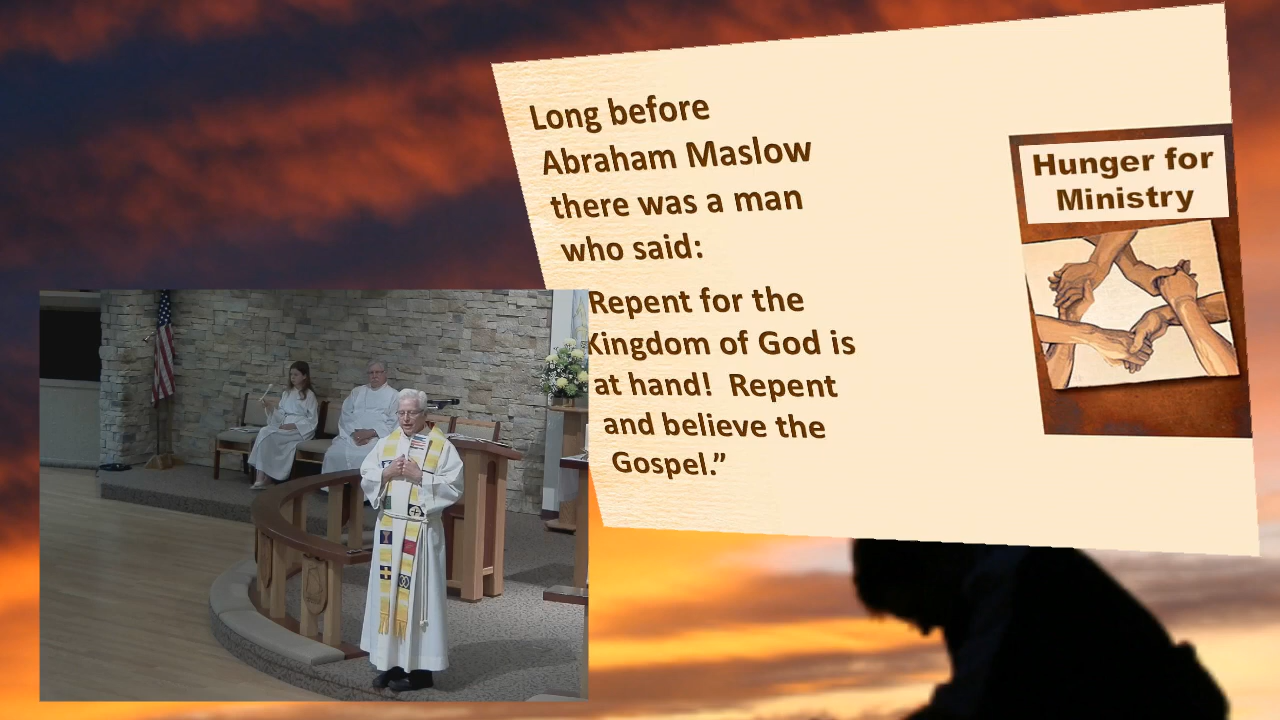 Long before
Abraham Maslow
there was a man
who said:
Repent for the
Kingdom of God is
at hand!  Repent
and believe the
Gospel.”
Hunger for
Ministry